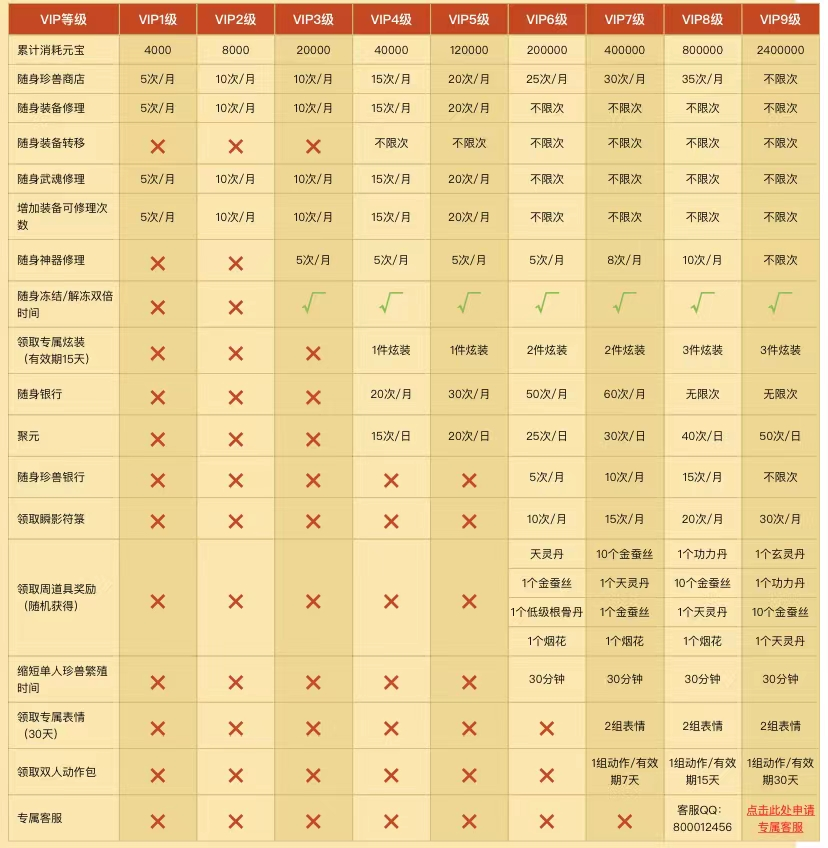 VIP等级 VIP1级 VIP2级 VIP3级 VIP4级 VIP5级 VIP6级 VIP7级 VIP8级 VIP9级
累计消耗元宝 4000 8000 20000 40000 120000 200000 400000 800000 2400000
随身珍兽商店 5次/月 10次/月 10次/月 15次/月 20次/月 25次/月 30次/月 35次/月 不限次
随身装备修理 5次/月 10次/月 10次/月 15次/月 20次/月 不限次 不限次 不限次 不限次
随身装备转移 × × × 不限次 不限次 不限次 不限次 不限次 不限次
随身武魂修理 5次/月 10次/月 10次/月 15次/月 20次/月 不限次 不限次 不限次 不限次
增加装备可修理次
数 5次/月 10次/月 10次/月 15次/月 20次/月 不限次 不限次 不限次 不限次
随身神器修理 × × 5次/月 5次/月 5次/月 5次/月 8次/月 10次/月 不限次
随身冻结/解冻双倍
时间 × × √ √ √ √ √ √ √
领取专属炫装
（有效期15天） × × × 1件炫装 1件炫装 2件炫装 2件炫装 3件炫装 3件炫装
随身银行 × × × 20次/月 30次/月 50次/月 60次/月 无限次 无限次
聚元 × × × 15次/日 20次/日 25次/日 30次/日 40次/日 50次/日
随身珍兽银行 × × × × × 5次/月 10次/月 15次/月 不限次
领取瞬影符箓 × × × × × 10次/月 15次/月 20次/月 30次/月
领取周道具奖励
（随机获得） × × × × ×
天灵丹 10个金蚕丝 1个功力丹 1个玄灵丹
1个金蚕丝 1个天灵丹 10个金蚕丝 1个功力丹
1个低级根骨丹 1个金蚕丝 1个天灵丹 10个金蚕丝
1个烟花 1个烟花 1个烟花 1个天灵丹
缩短单人珍兽繁殖
时间 × × × × × 30分钟 30分钟 30分钟 30分钟
领取专属表情
（30天） × × × × × × 2组表情 2组表情 2组表情
领取双人动作包 × × × × × × 1组动作/有效 1组动作/有效 1组动作/有效
期7天 期15天 期30天
专属客服 × × × × × × × 客服QQ： 点击此处申请
800012456 专属客服